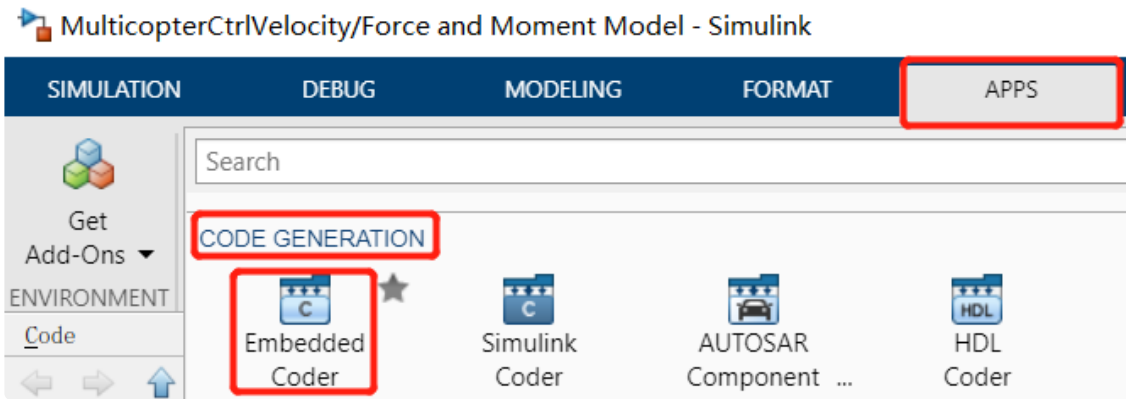 MulticopterCtrlVelocity/Force and Moment Model - Simulink
SIMULATION DEBUG MODELING FORMAT APPS
Search
Get
Add-Ons
ENVIRONMENT
Code
CODE GENERATION
C C HDL
Embedded Simulink AUTOSAR HDL
Coder Coder Component ... Coder